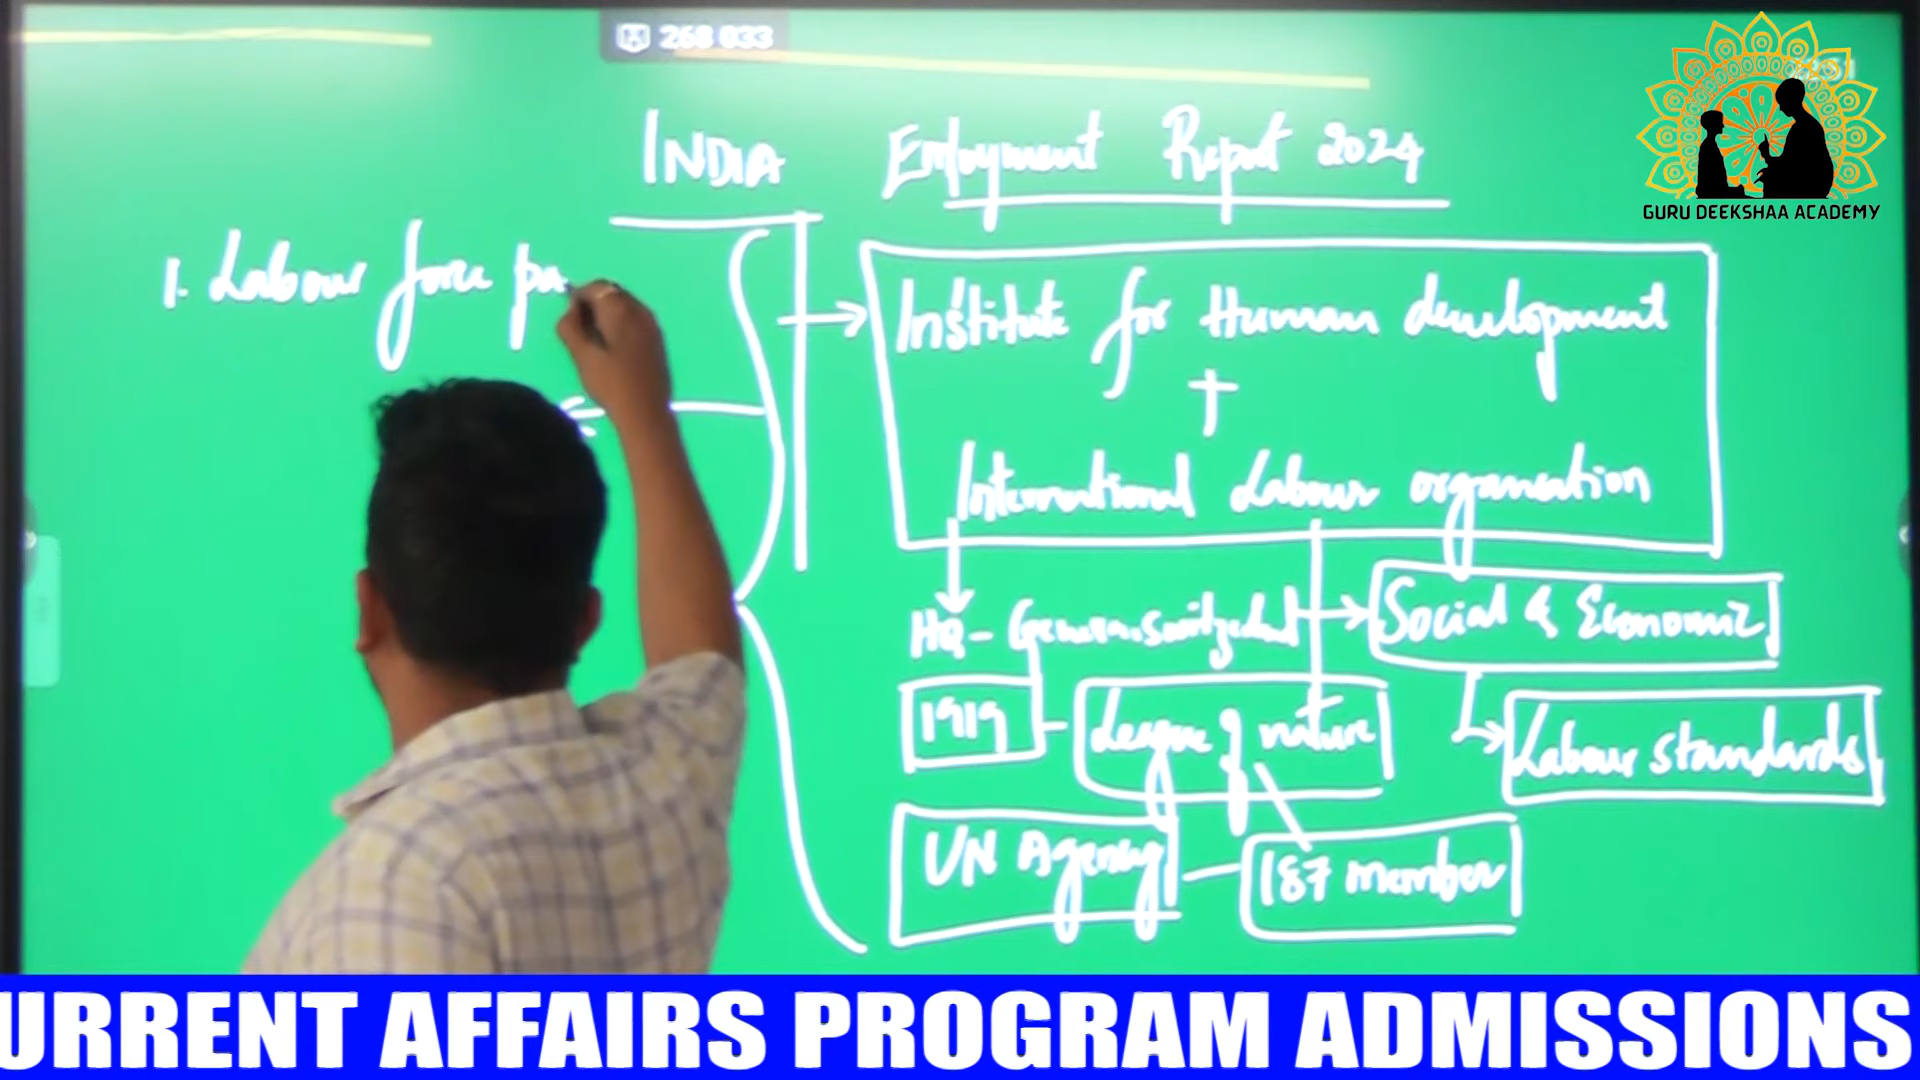 268 033
GURU DEEKSHAA ACADEMY
INDIA Employment Report 2024
1. Labour force pa
Institute for Human development
+
International Labour organisation
HQ - Geneva.switzerland
Social & Economic
1919 - League of nature
Labour standards
UN Agency - 187 member
URRENT AFFAIRS PROGRAM ADMISSIONS